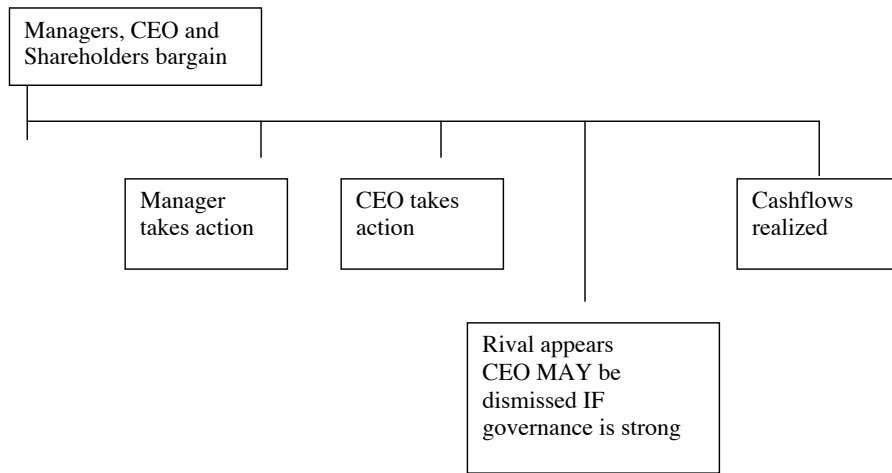 Managers, CEO and
Shareholders bargain
Manager
takes action
CEO takes
action
Cashflows
realized
Rival appears
CEO MAY be
dismissed IF
governance is strong